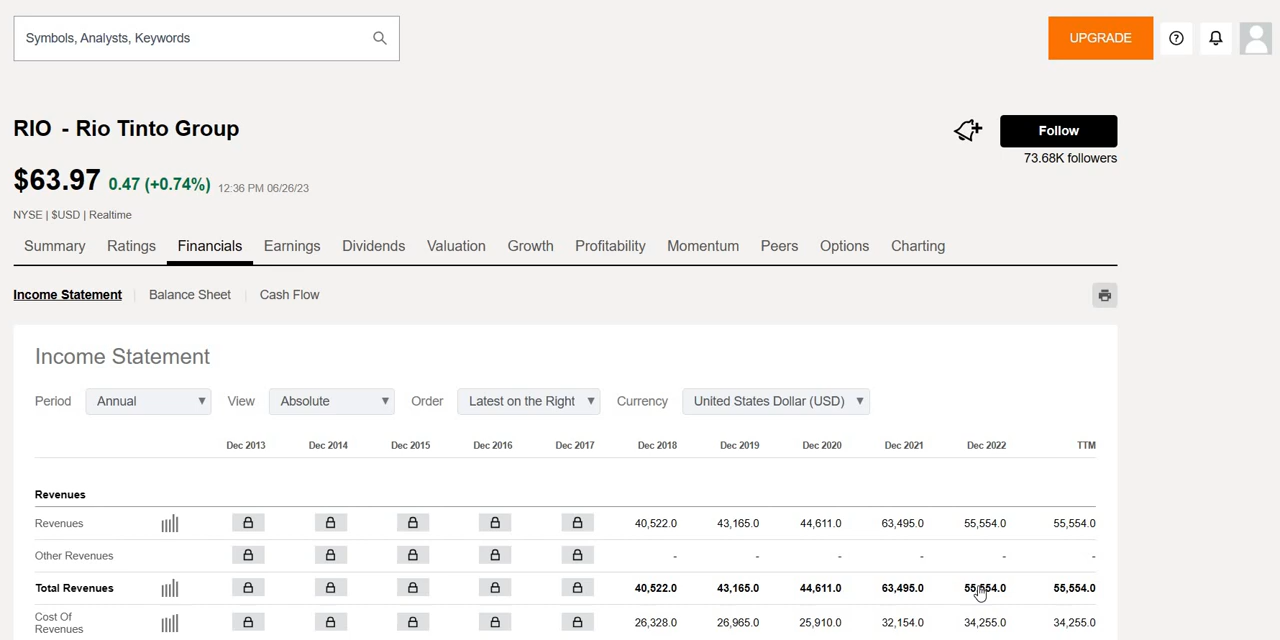 Symbols, Analysts, Keywords
UPGRADE
RIO - Rio Tinto Group
Follow
73.68K followers
$63.97 0.47 (+0.74%) 12:36 PM 06/26/23
NYSE | $USD | Realtime
Summary Ratings Financials Earnings Dividends Valuation Growth Profitability Momentum Peers Options Charting
Income Statement Balance Sheet Cash Flow
Income Statement
Period Annual View Absolute Order Latest on the Right Currency United States Dollar (USD)
Dec 2013 Dec 2014 Dec 2015 Dec 2016 Dec 2017 Dec 2018 Dec 2019 Dec 2020 Dec 2021 Dec 2022 TTM
Revenues
Revenues 40,522.0 43,165.0 44,611.0 63,495.0 55,554.0 55,554.0
Other Revenues - - - - - -
Total Revenues 40,522.0 43,165.0 44,611.0 63,495.0 55,554.0 55,554.0
Cost Of
Revenues 26,328.0 26,965.0 25,910.0 32,154.0 34,255.0 34,255.0